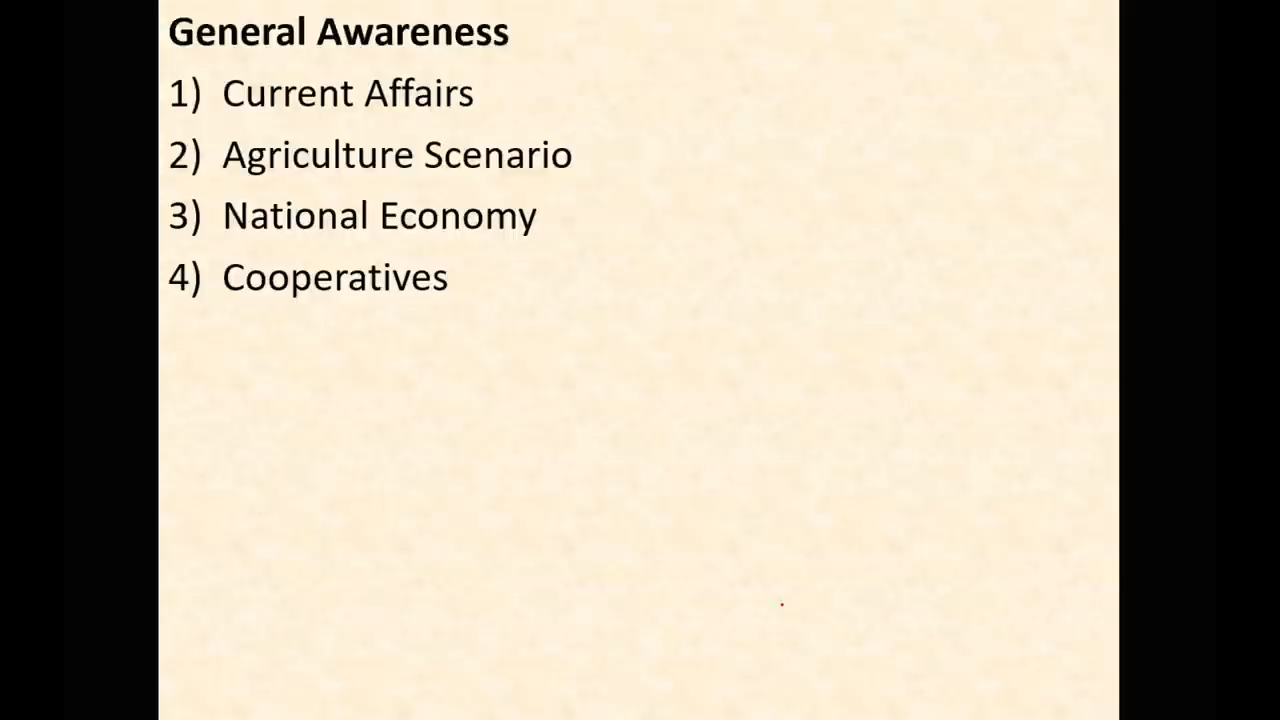 General Awareness
1) Current Affairs
2) Agriculture Scenario
3) National Economy
4) Cooperatives